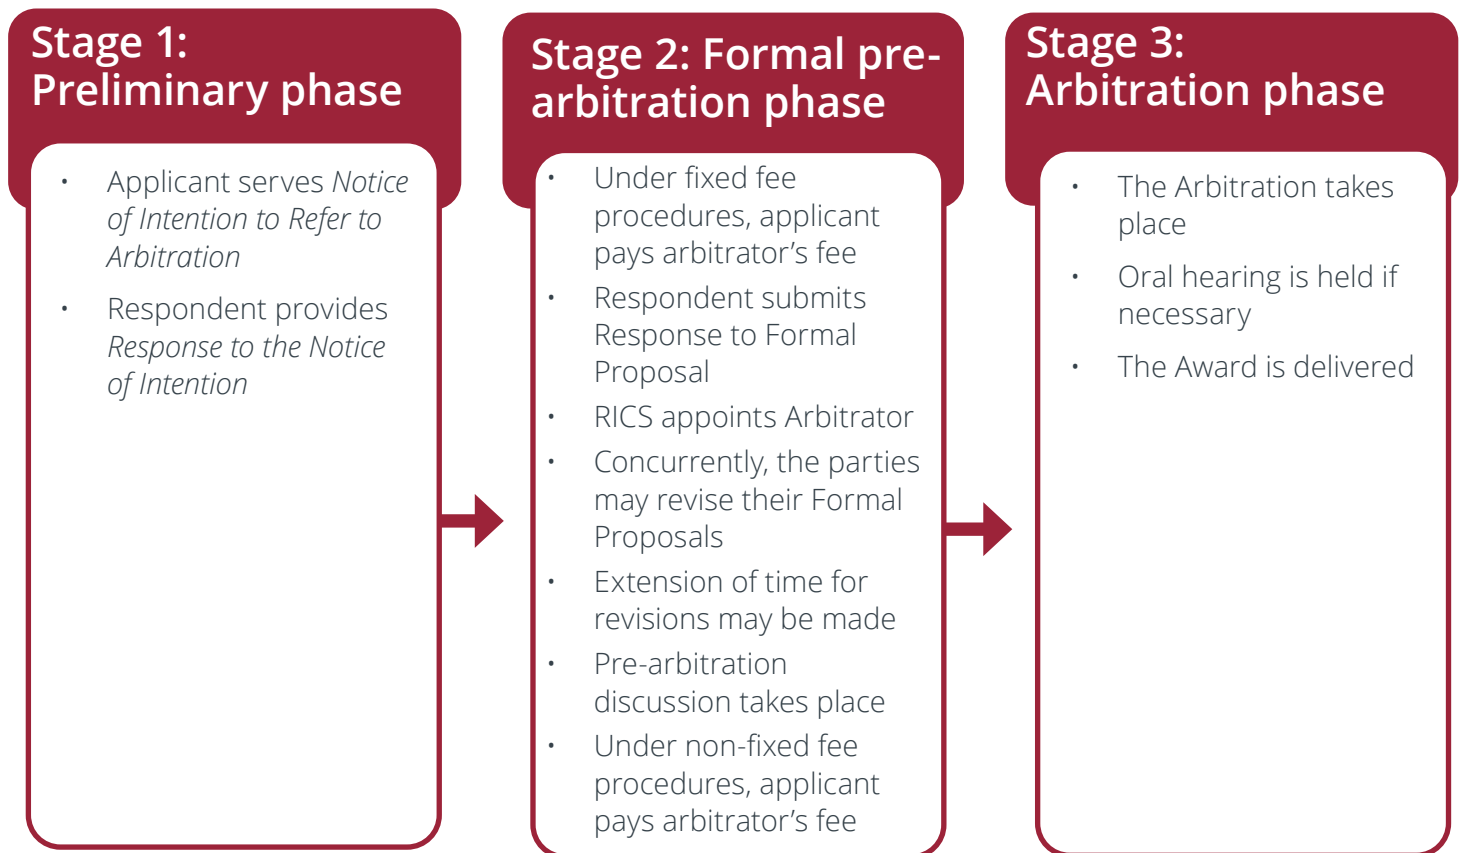 Stage 1:
Preliminary phase
• Applicant serves Notice
of Intention to Refer to
Arbitration
• Respondent provides
Response to the Notice
of Intention
Stage 2: Formal pre-
arbitration phase
• Under fixed fee
procedures, applicant
pays arbitrator’s fee
• Respondent submits
Response to Formal
Proposal
• RICS appoints Arbitrator
• Concurrently, the parties
may revise their Formal
Proposals
• Extension of time for
revisions may be made
• Pre-arbitration
discussion takes place
• Under non-fixed fee
procedures, applicant
pays arbitrator’s fee
Stage 3:
Arbitration phase
• The Arbitration takes
place
• Oral hearing is held if
necessary
• The Award is delivered